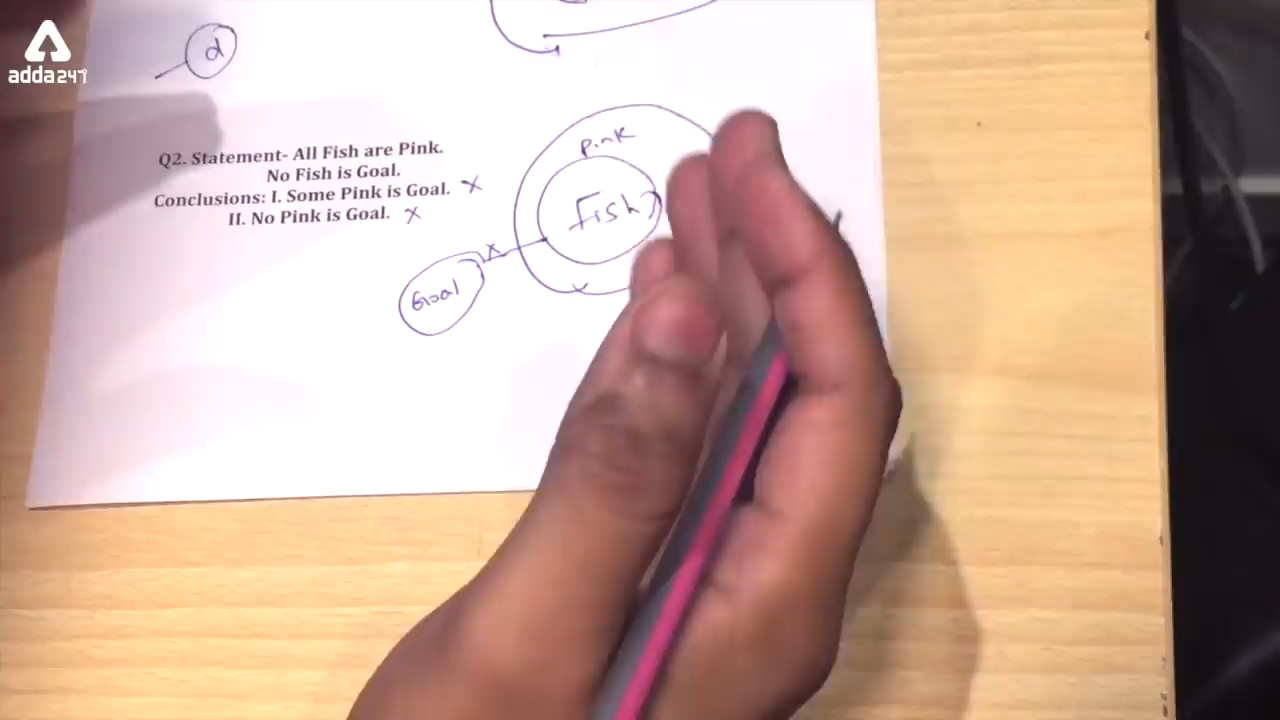 adda247
d
Q2. Statement- All Fish are Pink.
No Fish is Goal.
Conclusions: I. Some Pink is Goal. X
II. No Pink is Goal. X
pink
fish
X
Goal